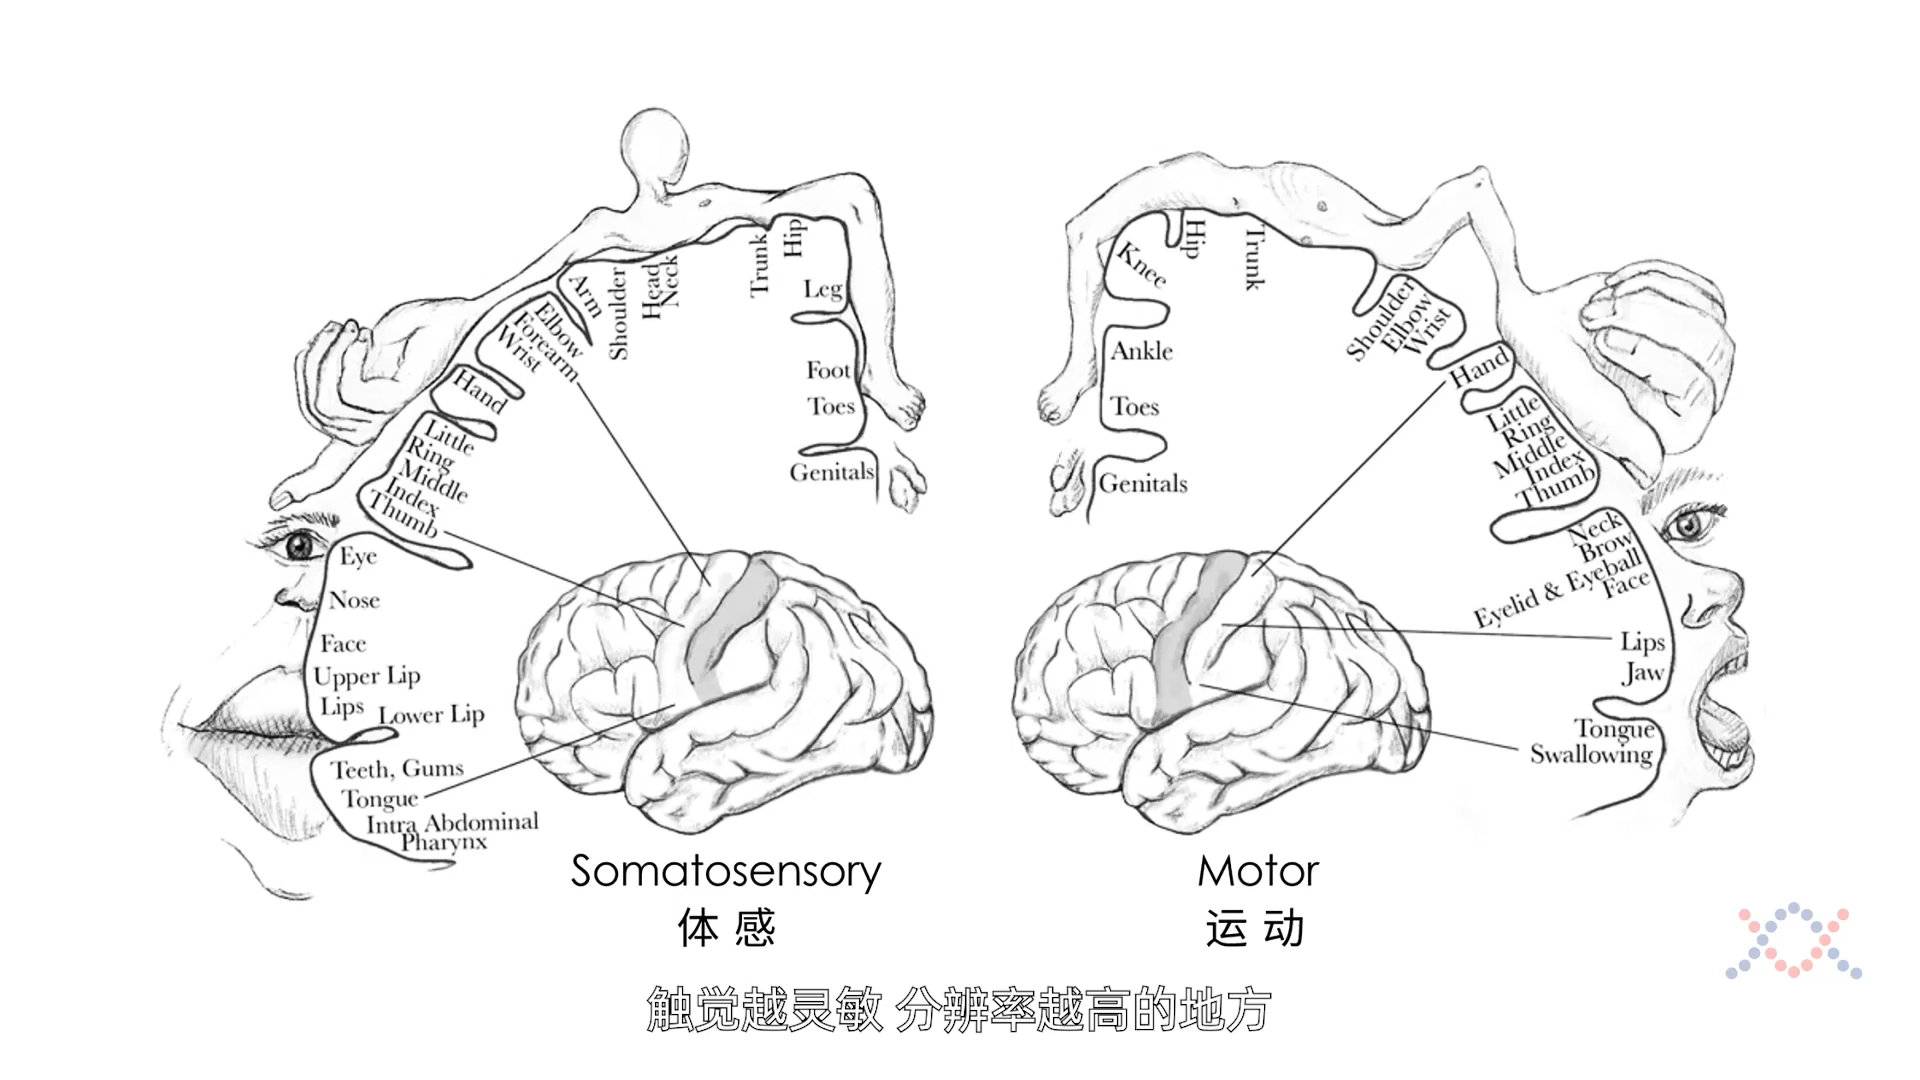 Arm
Shoulder
Head
Neck
Trunk
Hip
Leg
Foot
Toes
Genitals
Elbow
Forearm
Wrist
Hand
Little
Ring
Middle
Index
Thumb
Eye
Nose
Face
Upper Lip
Lips
Lower Lip
Teeth, Gums
Tongue
Intra Abdominal
Pharynx
Knee
Hip
Trunk
Ankle
Toes
Genitals
Shoulder
Elbow
Wrist
Hand
Little
Ring
Middle
Index
Thumb
Neck
Brow
Eyelid & Eyeball
Face
Lips
Jaw
Tongue
Swallowing
Somatosensory
体感
Motor
运动
触觉越灵敏 分辨率越高的地方